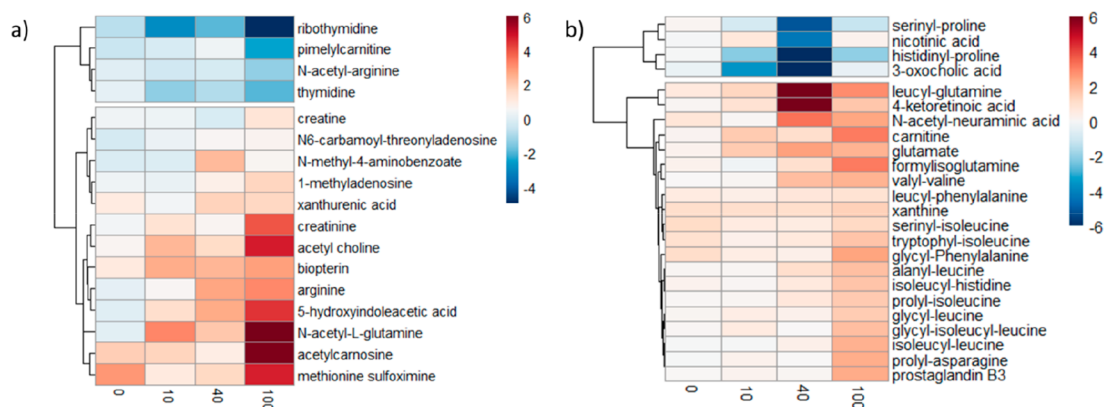 a)
ribothymidine
pimelylcarnitine
N-acetyl-arginine
thymidine
creatine
N6-carbamoyl-threonyladenosine
N-methyl-4-aminobenzoate
1-methyladenosine
xanthurenic acid
creatinine
acetyl choline
biopterin
arginine
5-hydroxyindoleacetic acid
N-acetyl-L-glutamine
acetylcarnosine
methionine sulfoximine
0 10 40 100
6
4
2
0
-2
-4
b)
serinyl-proline
nicotinic acid
histidinyl-proline
3-oxocholic acid
leucyl-glutamine
4-ketoretinoic acid
N-acetyl-neuraminic acid
carnitine
glutamate
formylisoglutamine
valyl-valine
leucyl-phenylalanine
xanthine
serinyl-isoleucine
tryptophyl-isoleucine
glycyl-Phenylalanine
alanyl-leucine
isoleucyl-histidine
prolyl-isoleucine
glycyl-leucine
glycyl-isoleucyl-leucine
isoleucyl-leucine
prolyl-asparagine
prostaglandin B3
0 10 40 100
6
4
2
0
-2
-4
-6